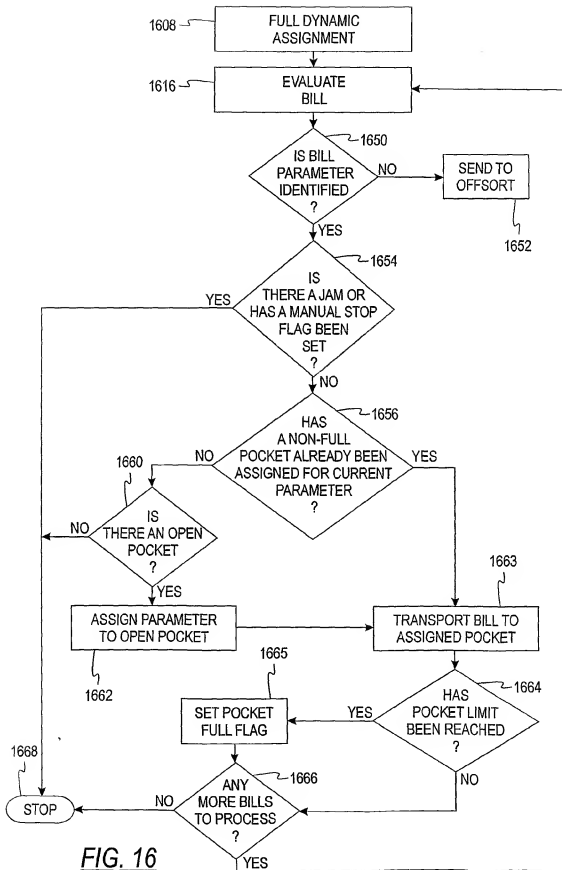 1608
FULL DYNAMIC
ASSIGNMENT
1616
EVALUATE
BILL
1650
IS BILL
PARAMETER
IDENTIFIED
?
NO
SEND TO
OFFSORT
1652
YES
1654
IS
THERE A JAM OR
HAS A MANUAL STOP
FLAG BEEN
SET
?
YES
NO
1656
HAS
A NON-FULL
POCKET ALREADY BEEN
ASSIGNED FOR CURRENT
PARAMETER
?
NO
YES
1660
IS
THERE AN OPEN
POCKET
?
NO
YES
ASSIGN PARAMETER
TO OPEN POCKET
1662
1663
TRANSPORT BILL TO
ASSIGNED POCKET
1664
HAS
POCKET LIMIT
BEEN REACHED
?
YES
NO
1665
SET POCKET
FULL FLAG
1666
ANY
MORE BILLS
TO PROCESS
?
NO
YES
1668
STOP
FIG. 16